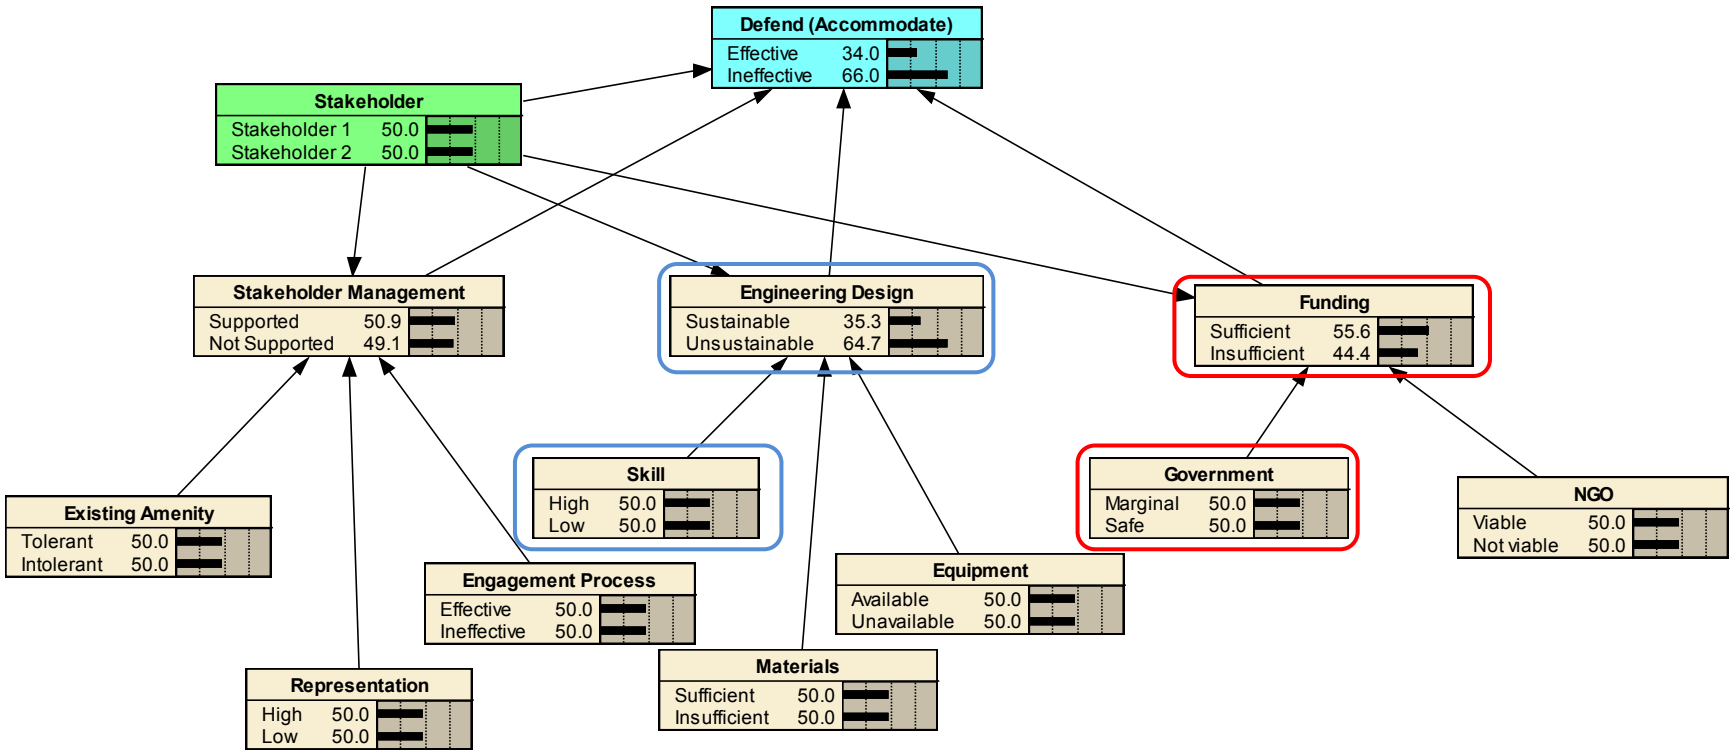 Defend (Accommodate)
Effective 34.0
Ineffective 66.0
Stakeholder
Stakeholder 1 50.0
Stakeholder 2 50.0
Stakeholder Management
Supported 50.9
Not Supported 49.1
Engineering Design
Sustainable 35.3
Unsustainable 64.7
Funding
Sufficient 55.6
Insufficient 44.4
Skill
High 50.0
Low 50.0
Government
Marginal 50.0
Safe 50.0
NGO
Viable 50.0
Not viable 50.0
Existing Amenity
Tolerant 50.0
Intolerant 50.0
Engagement Process
Effective 50.0
Ineffective 50.0
Equipment
Available 50.0
Unavailable 50.0
Materials
Sufficient 50.0
Insufficient 50.0
Representation
High 50.0
Low 50.0